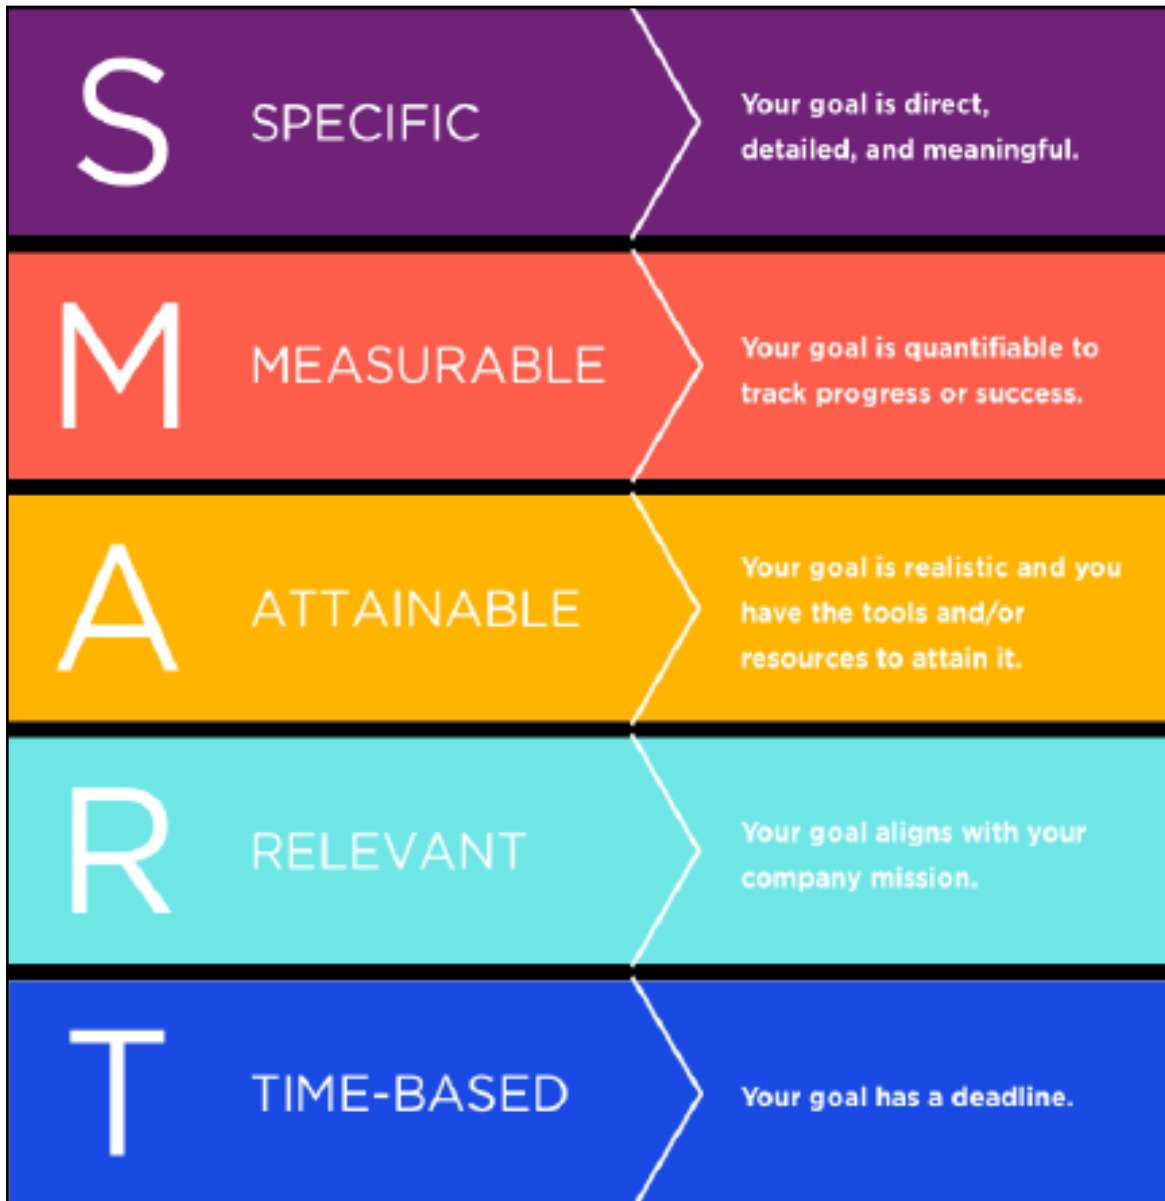 S
SPECIFIC
Your goal is direct,
detailed, and meaningful.
M
MEASURABLE
Your goal is quantifiable to
track progress or success.
A
ATTAINABLE
Your goal is realistic and you
have the tools and/or
resources to attain it.
R
RELEVANT
Your goal aligns with your
company mission.
T
TIME-BASED
Your goal has a deadline.